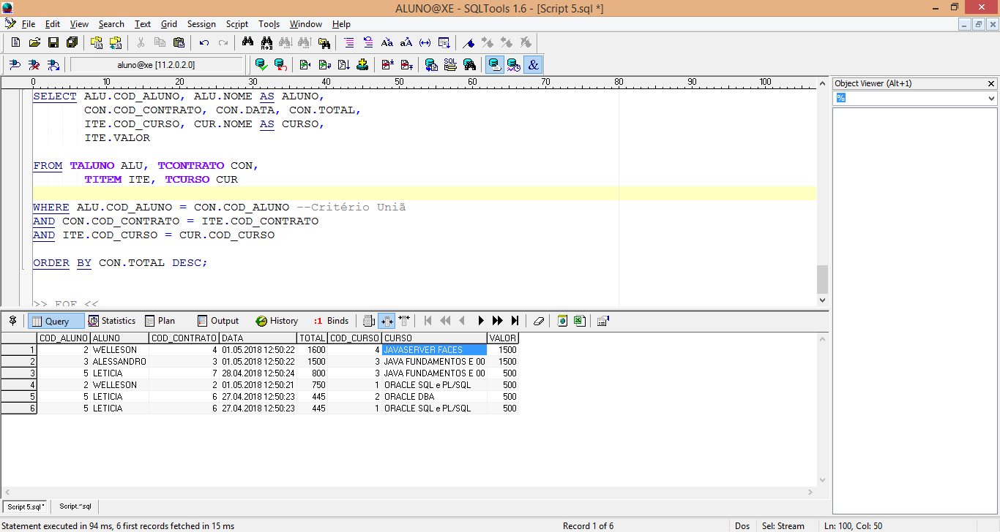 ALUNO@XE - SQLTools 1.6 - [Script 5.sql *]
File Edit View Search Text Grid Session Script Tools Window Help
aluno@xe [11.2.0.2.0]
0 10 20 30 40 50 60 70 80 90 100
SELECT ALU.COD_ALUNO, ALU.NOME AS ALUNO,
CON.COD_CONTRATO, CON.DATA, CON.TOTAL,
ITE.COD_CURSO, CUR.NOME AS CURSO,
ITE.VALOR
FROM TALUNO ALU, TCONTRATO CON,
TITEM ITE, TCURSO CUR
WHERE ALU.COD_ALUNO = CON.COD_ALUNO --Critério Uniã
AND CON.COD_CONTRATO = ITE.COD_CONTRATO
AND ITE.COD_CURSO = CUR.COD_CURSO
ORDER BY CON.TOTAL DESC;
>> EOF <<
Object Viewer (Alt+1)
%
Query Statistics Plan Output History :1 Binds
COD_ALUNO ALUNO COD_CONTRATO DATA TOTAL COD_CURSO CURSO VALOR
1 2 WELLESON 4 01.05.2018 12:50:22 1600 4 JAVASERVER FACES 1500
2 3 ALESSANDRO 3 01.05.2018 12:50:22 1500 3 JAVA FUNDAMENTOS E OO 1500
3 5 LETICIA 7 28.04.2018 12:50:24 800 3 JAVA FUNDAMENTOS E OO 500
4 2 WELLESON 2 01.05.2018 12:50:21 750 1 ORACLE SQL e PL/SQL 500
5 5 LETICIA 6 27.04.2018 12:50:23 445 2 ORACLE DBA 500
6 5 LETICIA 6 27.04.2018 12:50:23 445 1 ORACLE SQL e PL/SQL 500
Script 5.sql* Script.~sql
Statement executed in 94 ms, 6 first records fetched in 15 ms Record 1 of 6 Dos Sel: Stream Ln: 100, Col: 50